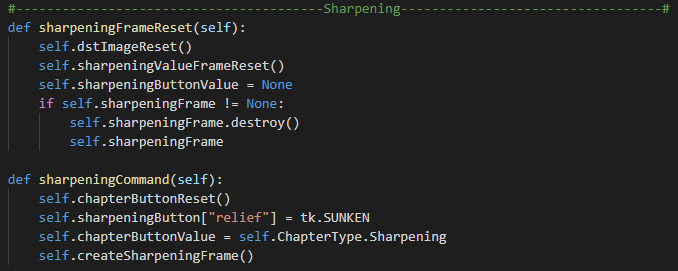 #----------------------------------------Sharpening----------------------------------#
def sharpeningFrameReset(self):
    self.dstImageReset()
    self.sharpeningValueFrameReset()
    self.sharpeningButtonValue = None
    if self.sharpeningFrame != None:
        self.sharpeningFrame.destroy()
        self.sharpeningFrame

def sharpeningCommand(self):
    self.chapterButtonReset()
    self.sharpeningButton["relief"] = tk.SUNKEN
    self.chapterButtonValue = self.ChapterType.Sharpening
    self.createSharpeningFrame()